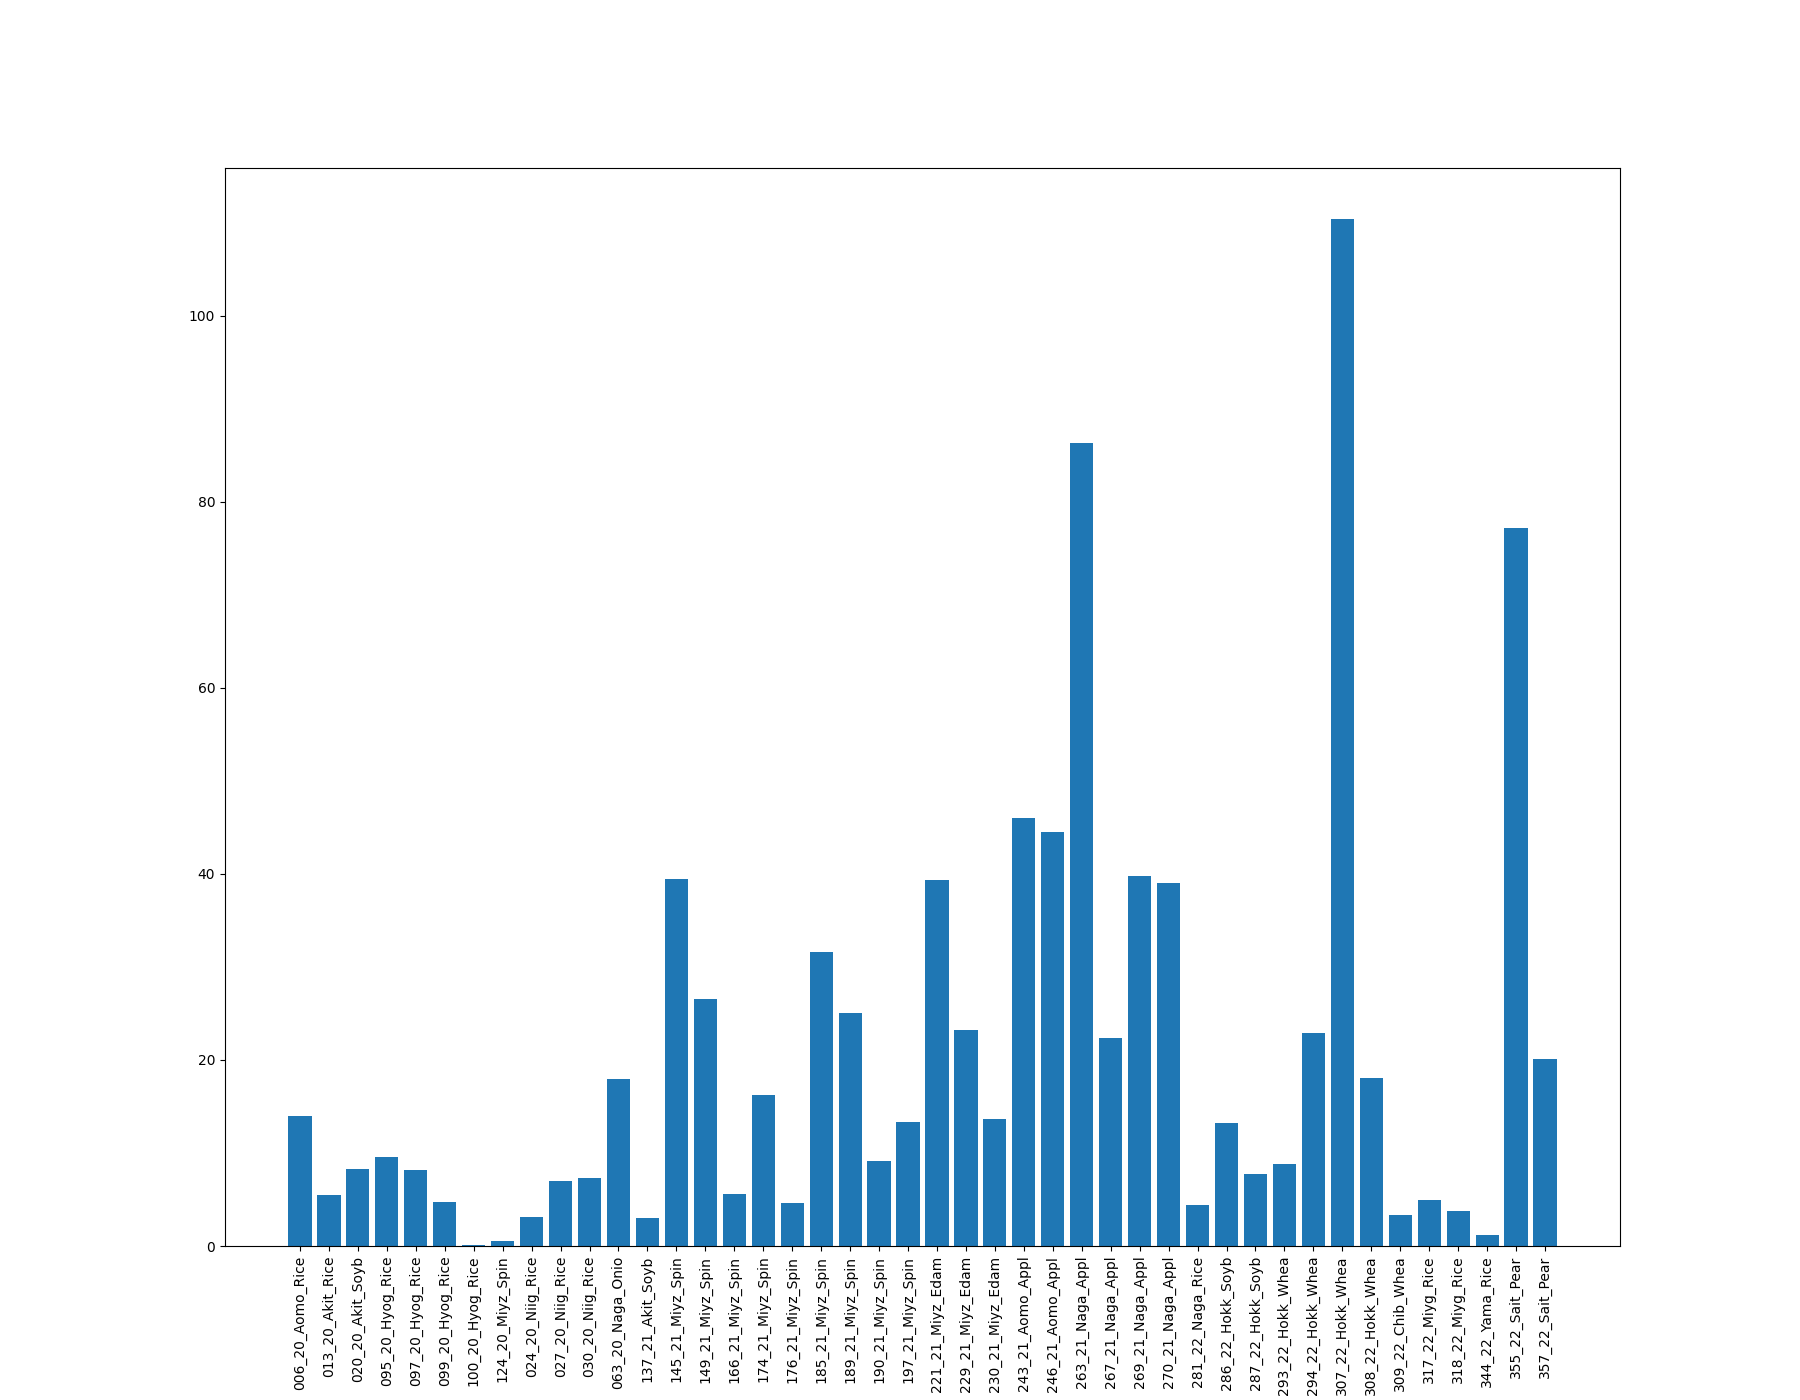 100
80
60
40
20
0
006_20_Aomo_Rice
013_20_Akit_Rice
020_20_Akit_Soyb
095_20_Hyog_Rice
097_20_Hyog_Rice
099_20_Hyog_Rice
100_20_Hyog_Rice
124_20_Miyz_Spin
024_20_Niig_Rice
027_20_Niig_Rice
030_20_Niig_Rice
063_20_Naga_Onio
137_21_Akit_Soyb
145_21_Miyz_Spin
149_21_Miyz_Spin
166_21_Miyz_Spin
174_21_Miyz_Spin
176_21_Miyz_Spin
185_21_Miyz_Spin
189_21_Miyz_Spin
190_21_Miyz_Spin
197_21_Miyz_Spin
221_21_Miyz_Edam
229_21_Miyz_Edam
230_21_Miyz_Edam
243_21_Aomo_Appl
246_21_Aomo_Appl
263_21_Naga_Appl
267_21_Naga_Appl
269_21_Naga_Appl
270_21_Naga_Appl
281_22_Naga_Rice
286_22_Hokk_Soyb
287_22_Hokk_Soyb
293_22_Hokk_Whea
294_22_Hokk_Whea
307_22_Hokk_Whea
308_22_Hokk_Whea
309_22_Chib_Whea
317_22_Miyg_Rice
318_22_Miyg_Rice
344_22_Yama_Rice
355_22_Sait_Pear
357_22_Sait_Pear